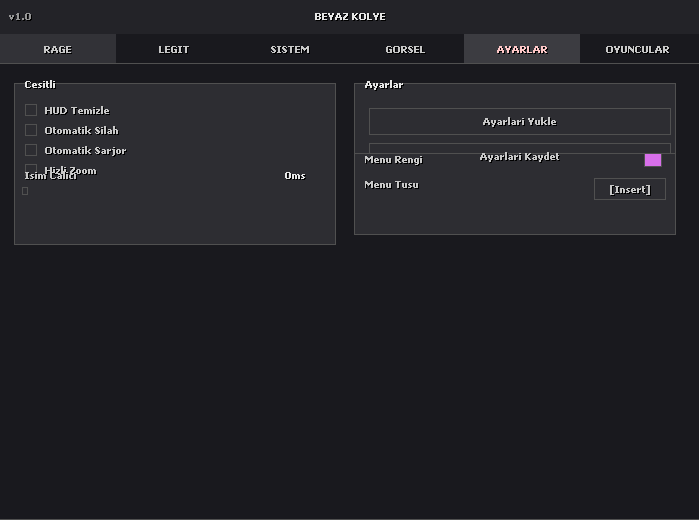 v1.0
BEYAZ KOLYE
RAGE LEGIT SISTEM GORSEL AYARLAR OYUNCULAR
Cesitli
HUD Temizle
Otomatik Silah
Otomatik Sarjor
Hizli Zoom
Isim Calici 0ms
Ayarlar
Ayarlari Yukle
Ayarlari Kaydet
Menu Rengi
Menu Tusu [Insert]